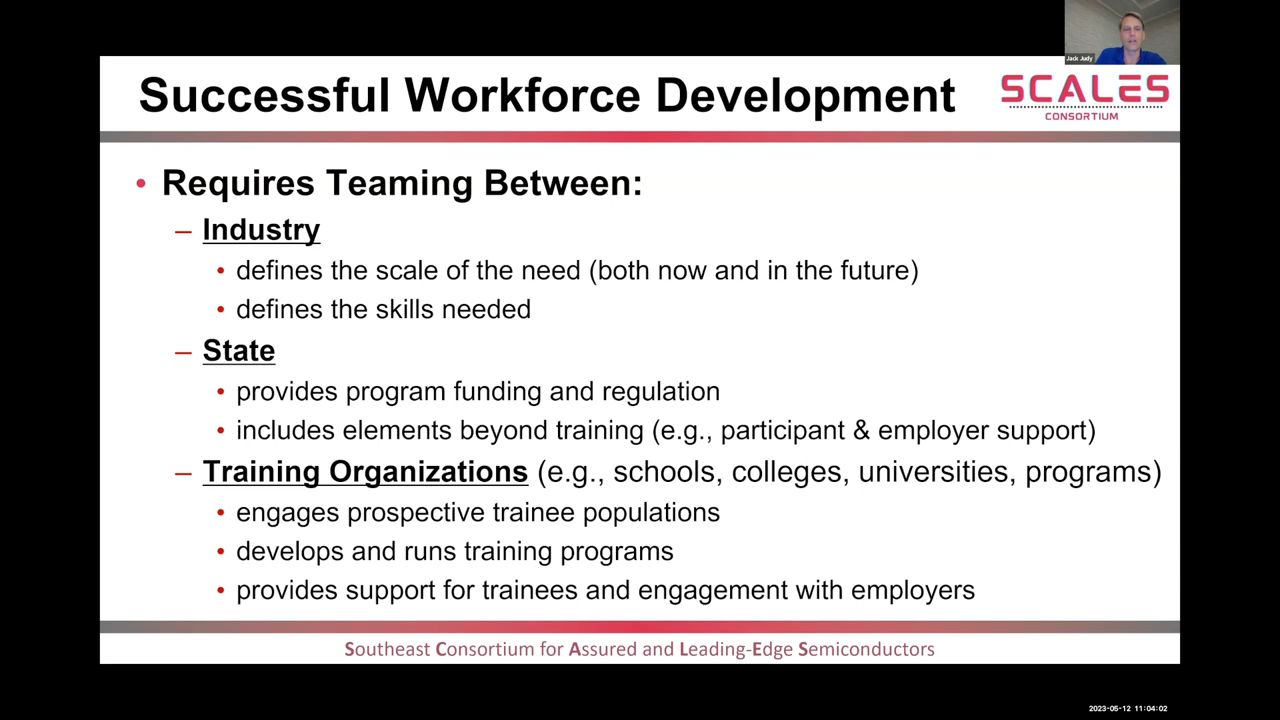 Jack Judy
Successful Workforce Development
SCALES
CONSORTIUM
• Requires Teaming Between:
– Industry
• defines the scale of the need (both now and in the future)
• defines the skills needed
– State
• provides program funding and regulation
• includes elements beyond training (e.g., participant & employer support)
– Training Organizations (e.g., schools, colleges, universities, programs)
• engages prospective trainee populations
• develops and runs training programs
• provides support for trainees and engagement with employers
Southeast Consortium for Assured and Leading-Edge Semiconductors
2023-05-12 11:04:02